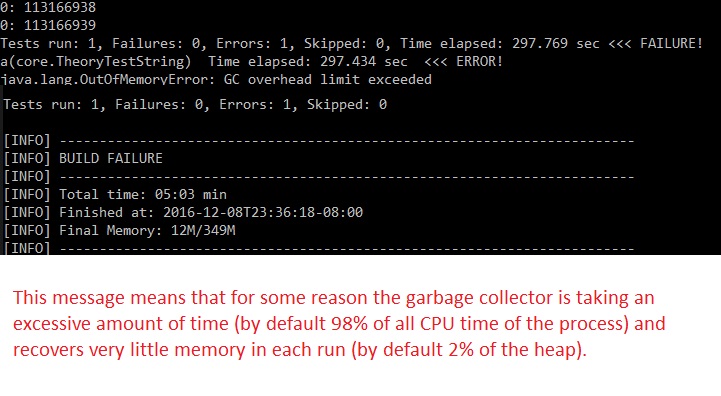 0: 113166938
0: 113166939
Tests run: 1, Failures: 0, Errors: 1, Skipped: 0, Time elapsed: 297.769 sec <<< FAILURE!
a(core.TheoryTestString)  Time elapsed: 297.434 sec  <<< ERROR!
java.lang.OutOfMemoryError: GC overhead limit exceeded
Tests run: 1, Failures: 0, Errors: 1, Skipped: 0
[INFO] ------------------------------------------------------------------------
[INFO] BUILD FAILURE
[INFO] ------------------------------------------------------------------------
[INFO] Total time: 05:03 min
[INFO] Finished at: 2016-12-08T23:36:18-08:00
[INFO] Final Memory: 12M/349M
[INFO] ------------------------------------------------------------------------
This message means that for some reason the garbage collector is taking an
excessive amount of time (by default 98% of all CPU time of the process) and
recovers very little memory in each run (by default 2% of the heap).